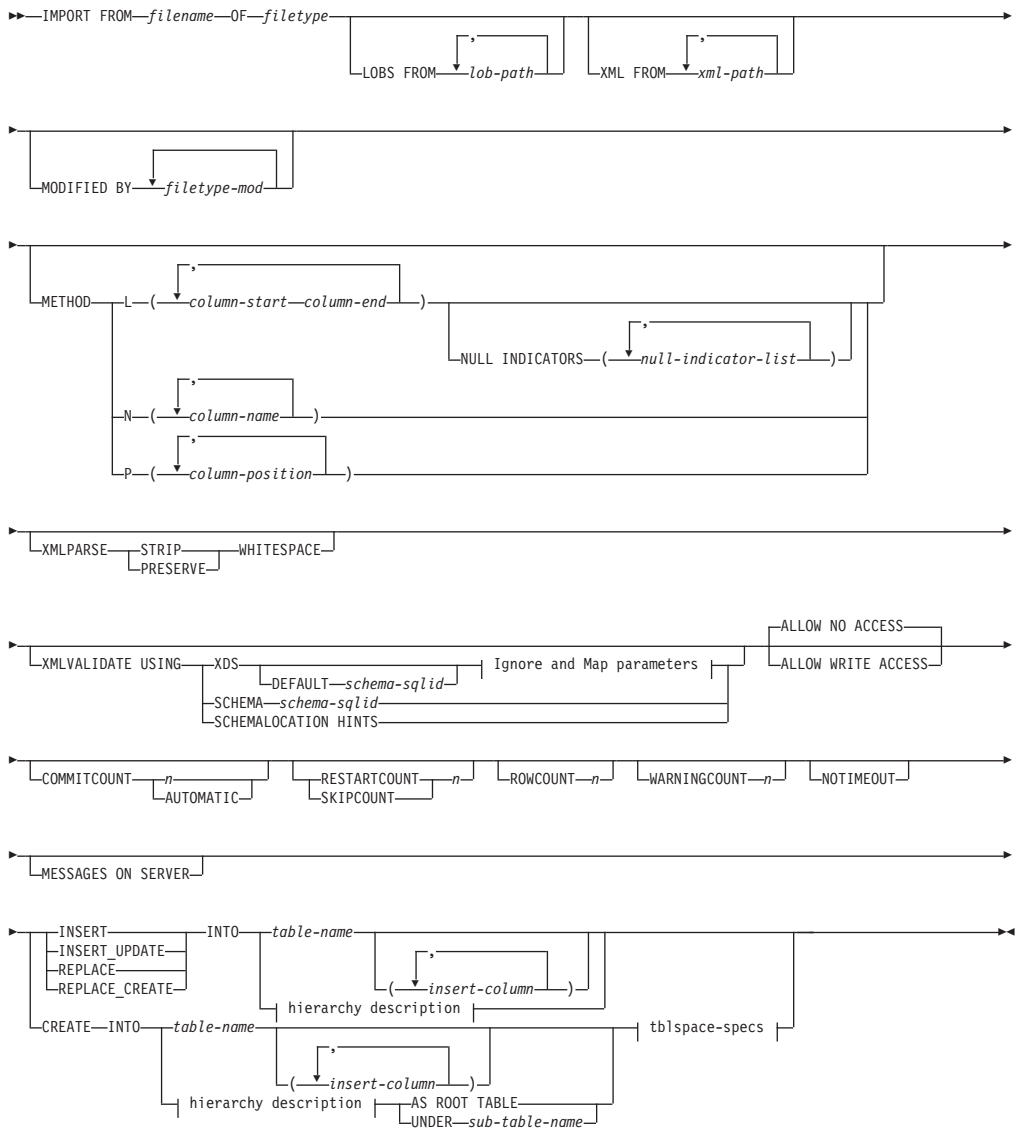 IMPORT FROM filename OF filetype
,
LOBS FROM lob-path
,
XML FROM xml-path
MODIFIED BY filetype-mod
,
METHOD L ( column-start column-end )
,
NULL INDICATORS ( null-indicator-list )
,
N ( column-name )
,
P ( column-position )
XMLPARSE STRIP WHITESPACE
PRESERVE
ALLOW NO ACCESS
XMLVALIDATE USING XDS Ignore and Map parameters ALLOW WRITE ACCESS
DEFAULT schema-sqlid
SCHEMA schema-sqlid
SCHEMALOCATION HINTS
COMMITCOUNT n RESTARTCOUNT n ROWCOUNT n WARNINGCOUNT n NOTIMEOUT
AUTOMATIC SKIPCOUNT
MESSAGES ON SERVER
INSERT INTO table-name
INSERT_UPDATE ,
REPLACE
REPLACE_CREATE ( insert-column )
hierarchy description
CREATE INTO table-name tblspace-specs
,
( insert-column )
hierarchy description AS ROOT TABLE
UNDER sub-table-name